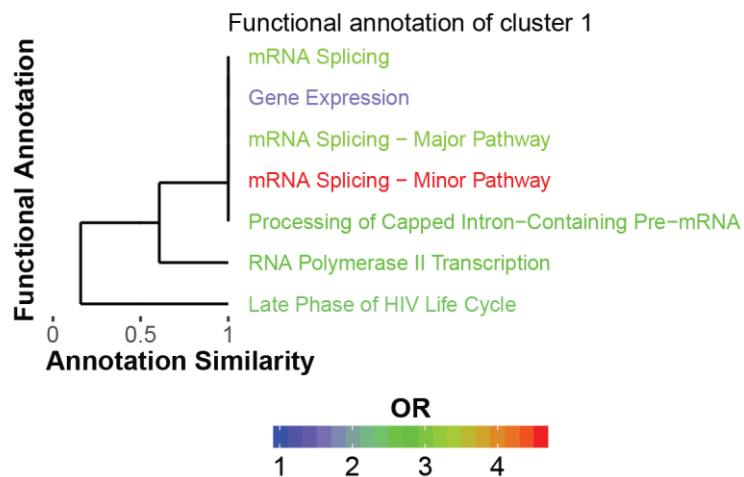 Functional annotation of cluster 1
mRNA Splicing
Gene Expression
mRNA Splicing − Major Pathway
mRNA Splicing − Minor Pathway
Processing of Capped Intron−Containing Pre−mRNA
RNA Polymerase II Transcription
Late Phase of HIV Life Cycle
Functional Annotation
0 0.5 1
Annotation Similarity
OR
1 2 3 4